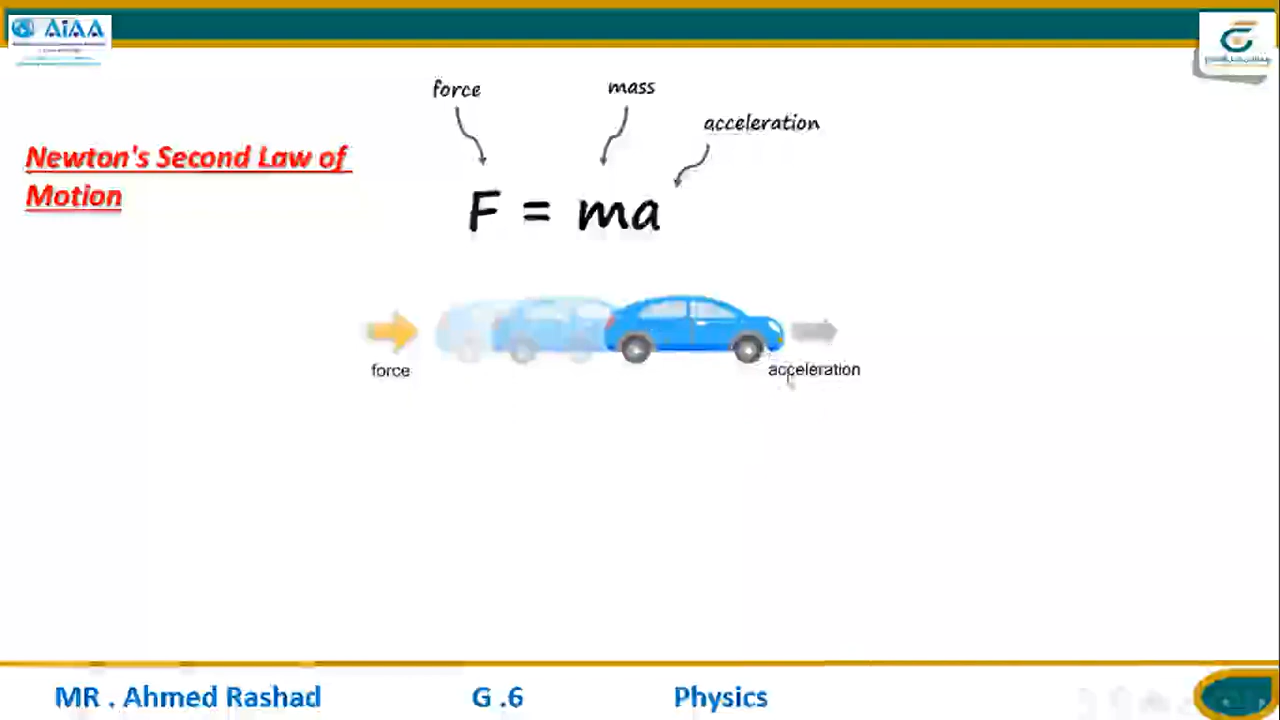 AIAA
force
mass
acceleration
Newton's Second Law of
Motion
F = ma
force
acceleration
MR . Ahmed Rashad
G .6
Physics